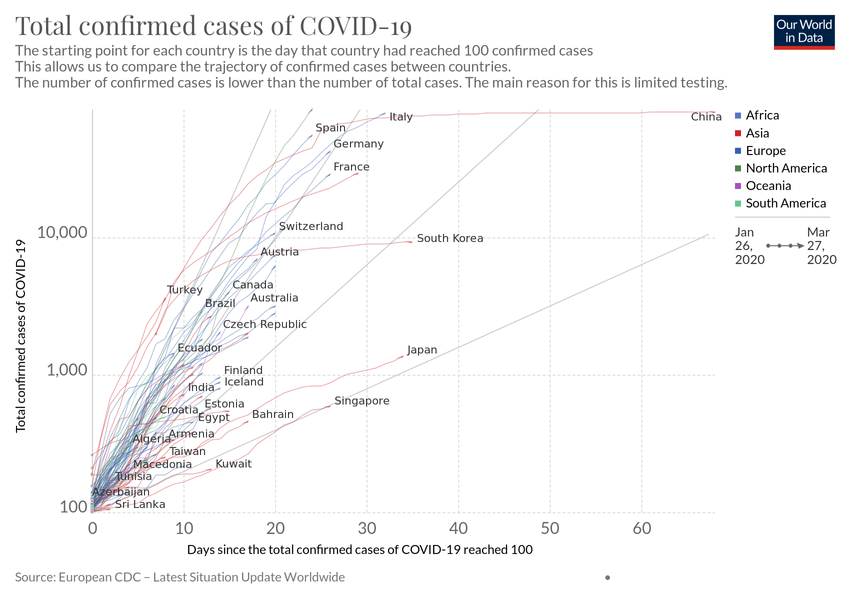 Total confirmed cases of COVID-19
Our World
in Data
The starting point for each country is the day that country had reached 100 confirmed cases
This allows us to compare the trajectory of confirmed cases between countries.
The number of confirmed cases is lower than the number of total cases. The main reason for this is limited testing.
Total confirmed cases of COVID-19
10,000
1,000
100
Italy
China
Spain
Germany
France
Switzerland
South Korea
Austria
Turkey
Canada
Brazil
Australia
Czech Republic
Ecuador
Japan
Finland
Iceland
India
Singapore
Estonia
Croatia
Egypt
Bahrain
Armenia
Algeria
Taiwan
Macedonia
Kuwait
Tunisia
Azerbaijan
Sri Lanka
0 10 20 30 40 50 60
Days since the total confirmed cases of COVID-19 reached 100
Africa
Asia
Europe
North America
Oceania
South America
Jan
26,
2020
Mar
27,
2020
Source: European CDC – Latest Situation Update Worldwide